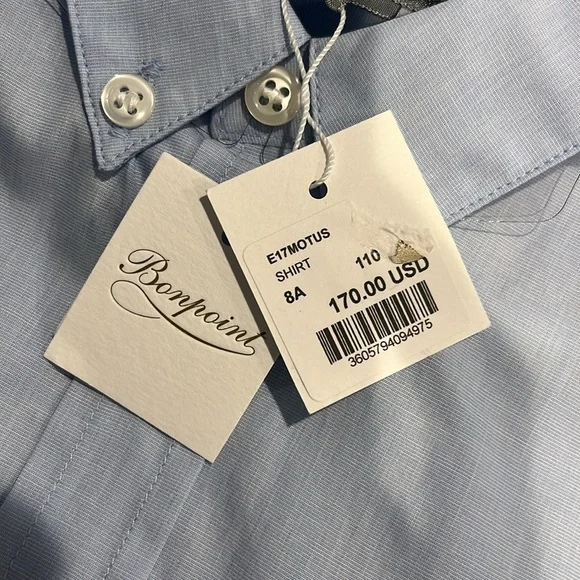 Bonpoint
E17MOTUS
SHIRT 110
8A 170.00 USD
3605794094975